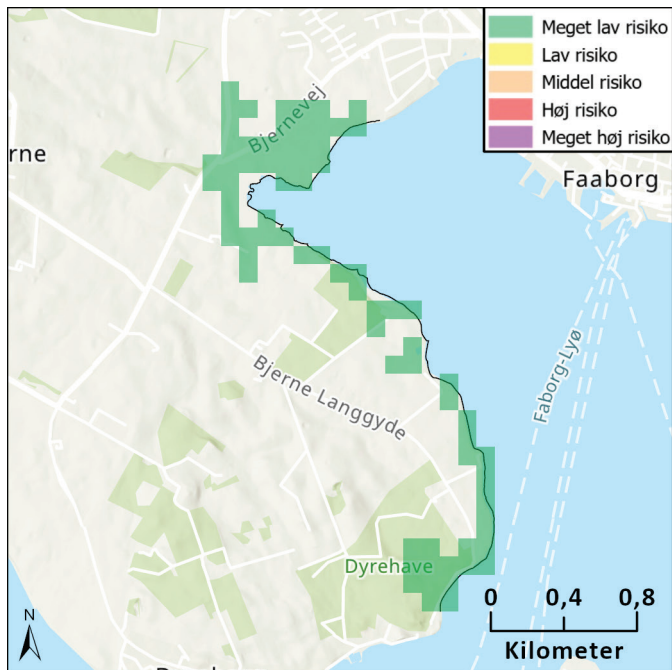 Meget lav risiko
Lav risiko
Middel risiko
Høj risiko
Meget høj risiko
Bjernevej
rne
Faaborg
Faborg-Lyø
Bjerne Langgyde
Dyrehave
N
0 0,4 0,8
Kilometer